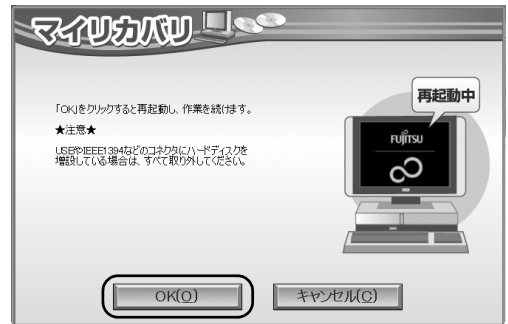 マイリカバリ
「OK」をクリックすると再起動し、作業を続けます。
★注意★
USBやIEEE1394などのコネクタにハードディスクを
増設している場合は、すべて取り外してください。
再起動中
FUJITSU
OK(O)
キャンセル(C)